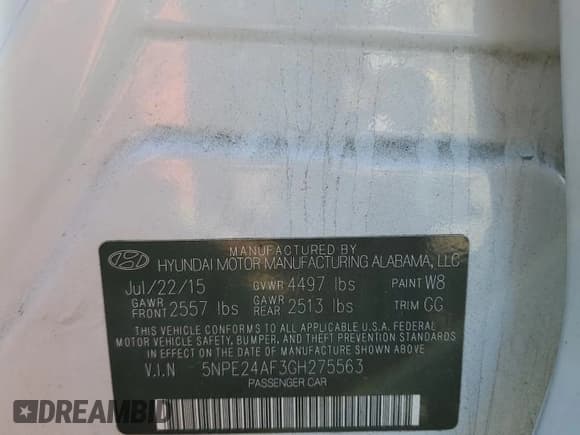 MANUFACTURED BY
HYUNDAI MOTOR MANUFACTURING ALABAMA, LLC
Jul/22/15 GVWR 4497 lbs PAINT W8
GAWR FRONT 2557 lbs GAWR REAR 2513 lbs TRIM GG
THIS VEHICLE CONFORMS TO ALL APPLICABLE U.S.A. FEDERAL
MOTOR VEHICLE SAFETY, BUMPER, AND THEFT PREVENTION STANDARDS
IN EFFECT ON THE DATE OF MANUFACTURE SHOWN ABOVE.
V.I.N 5NPE24AF3GH275563
PASSENGER CAR
DREAMBID